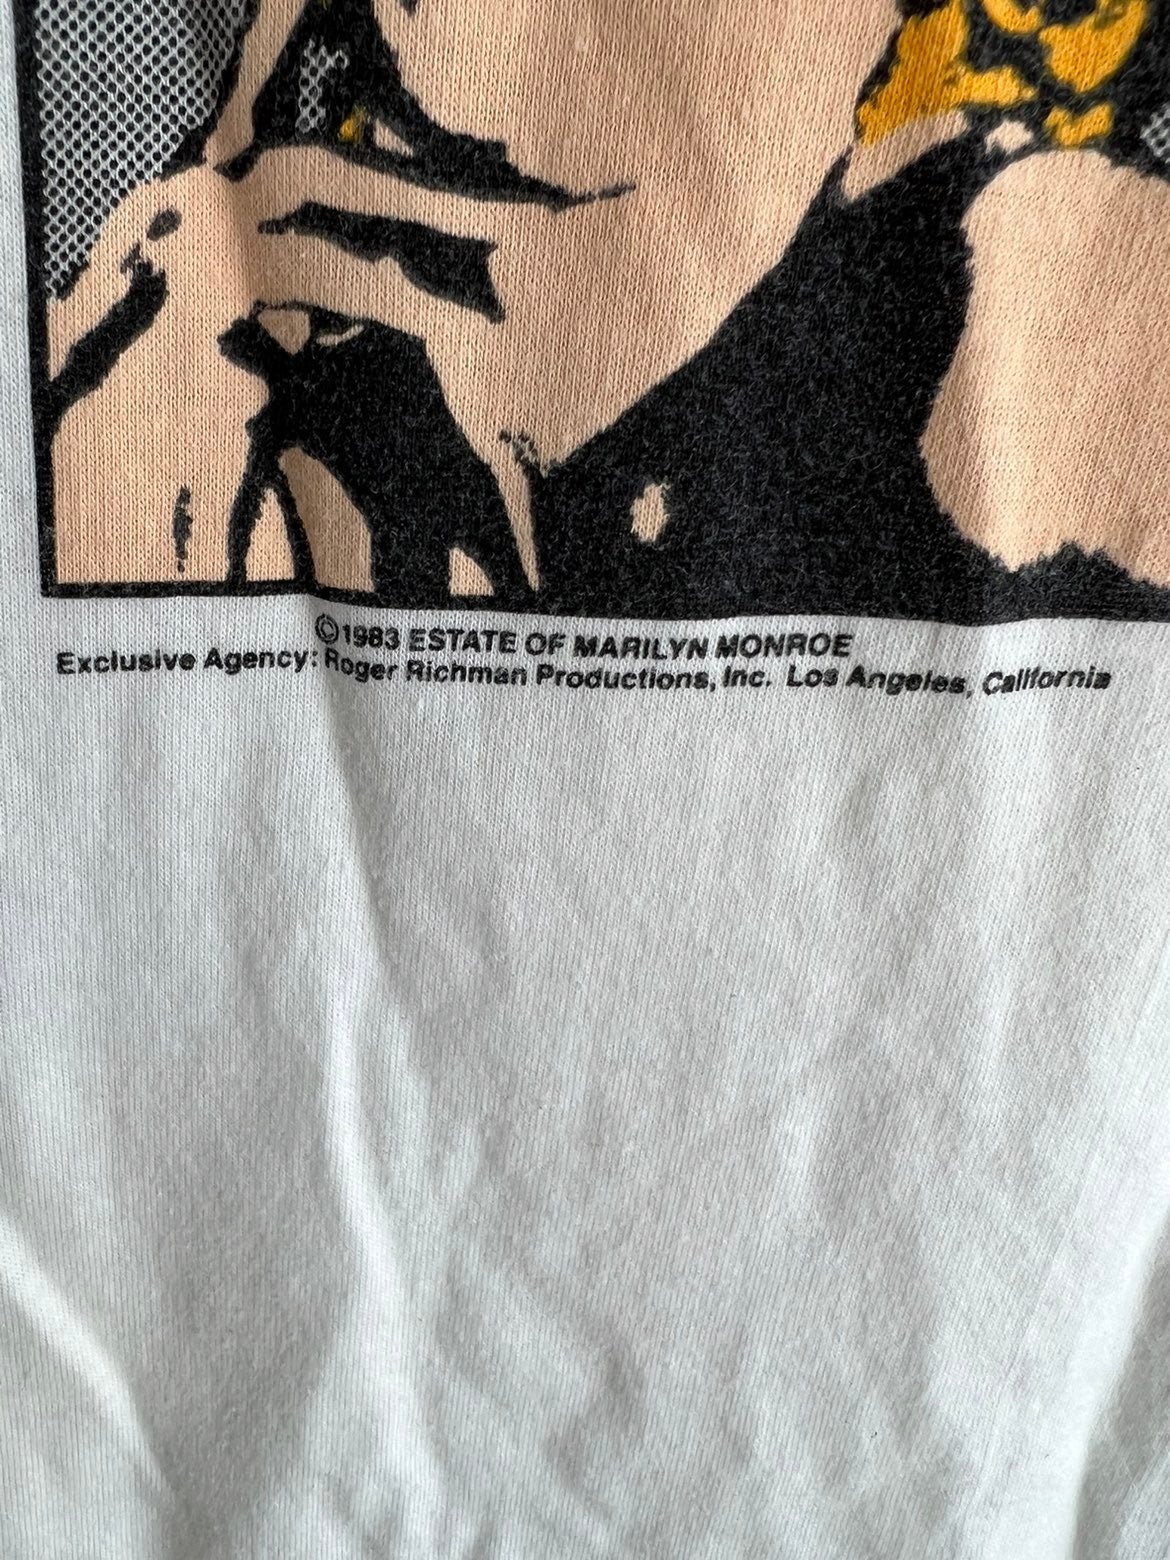 ©1983 ESTATE OF MARILYN MONROE
Exclusive Agency: Roger Richman Productions, Inc. Los Angeles, California